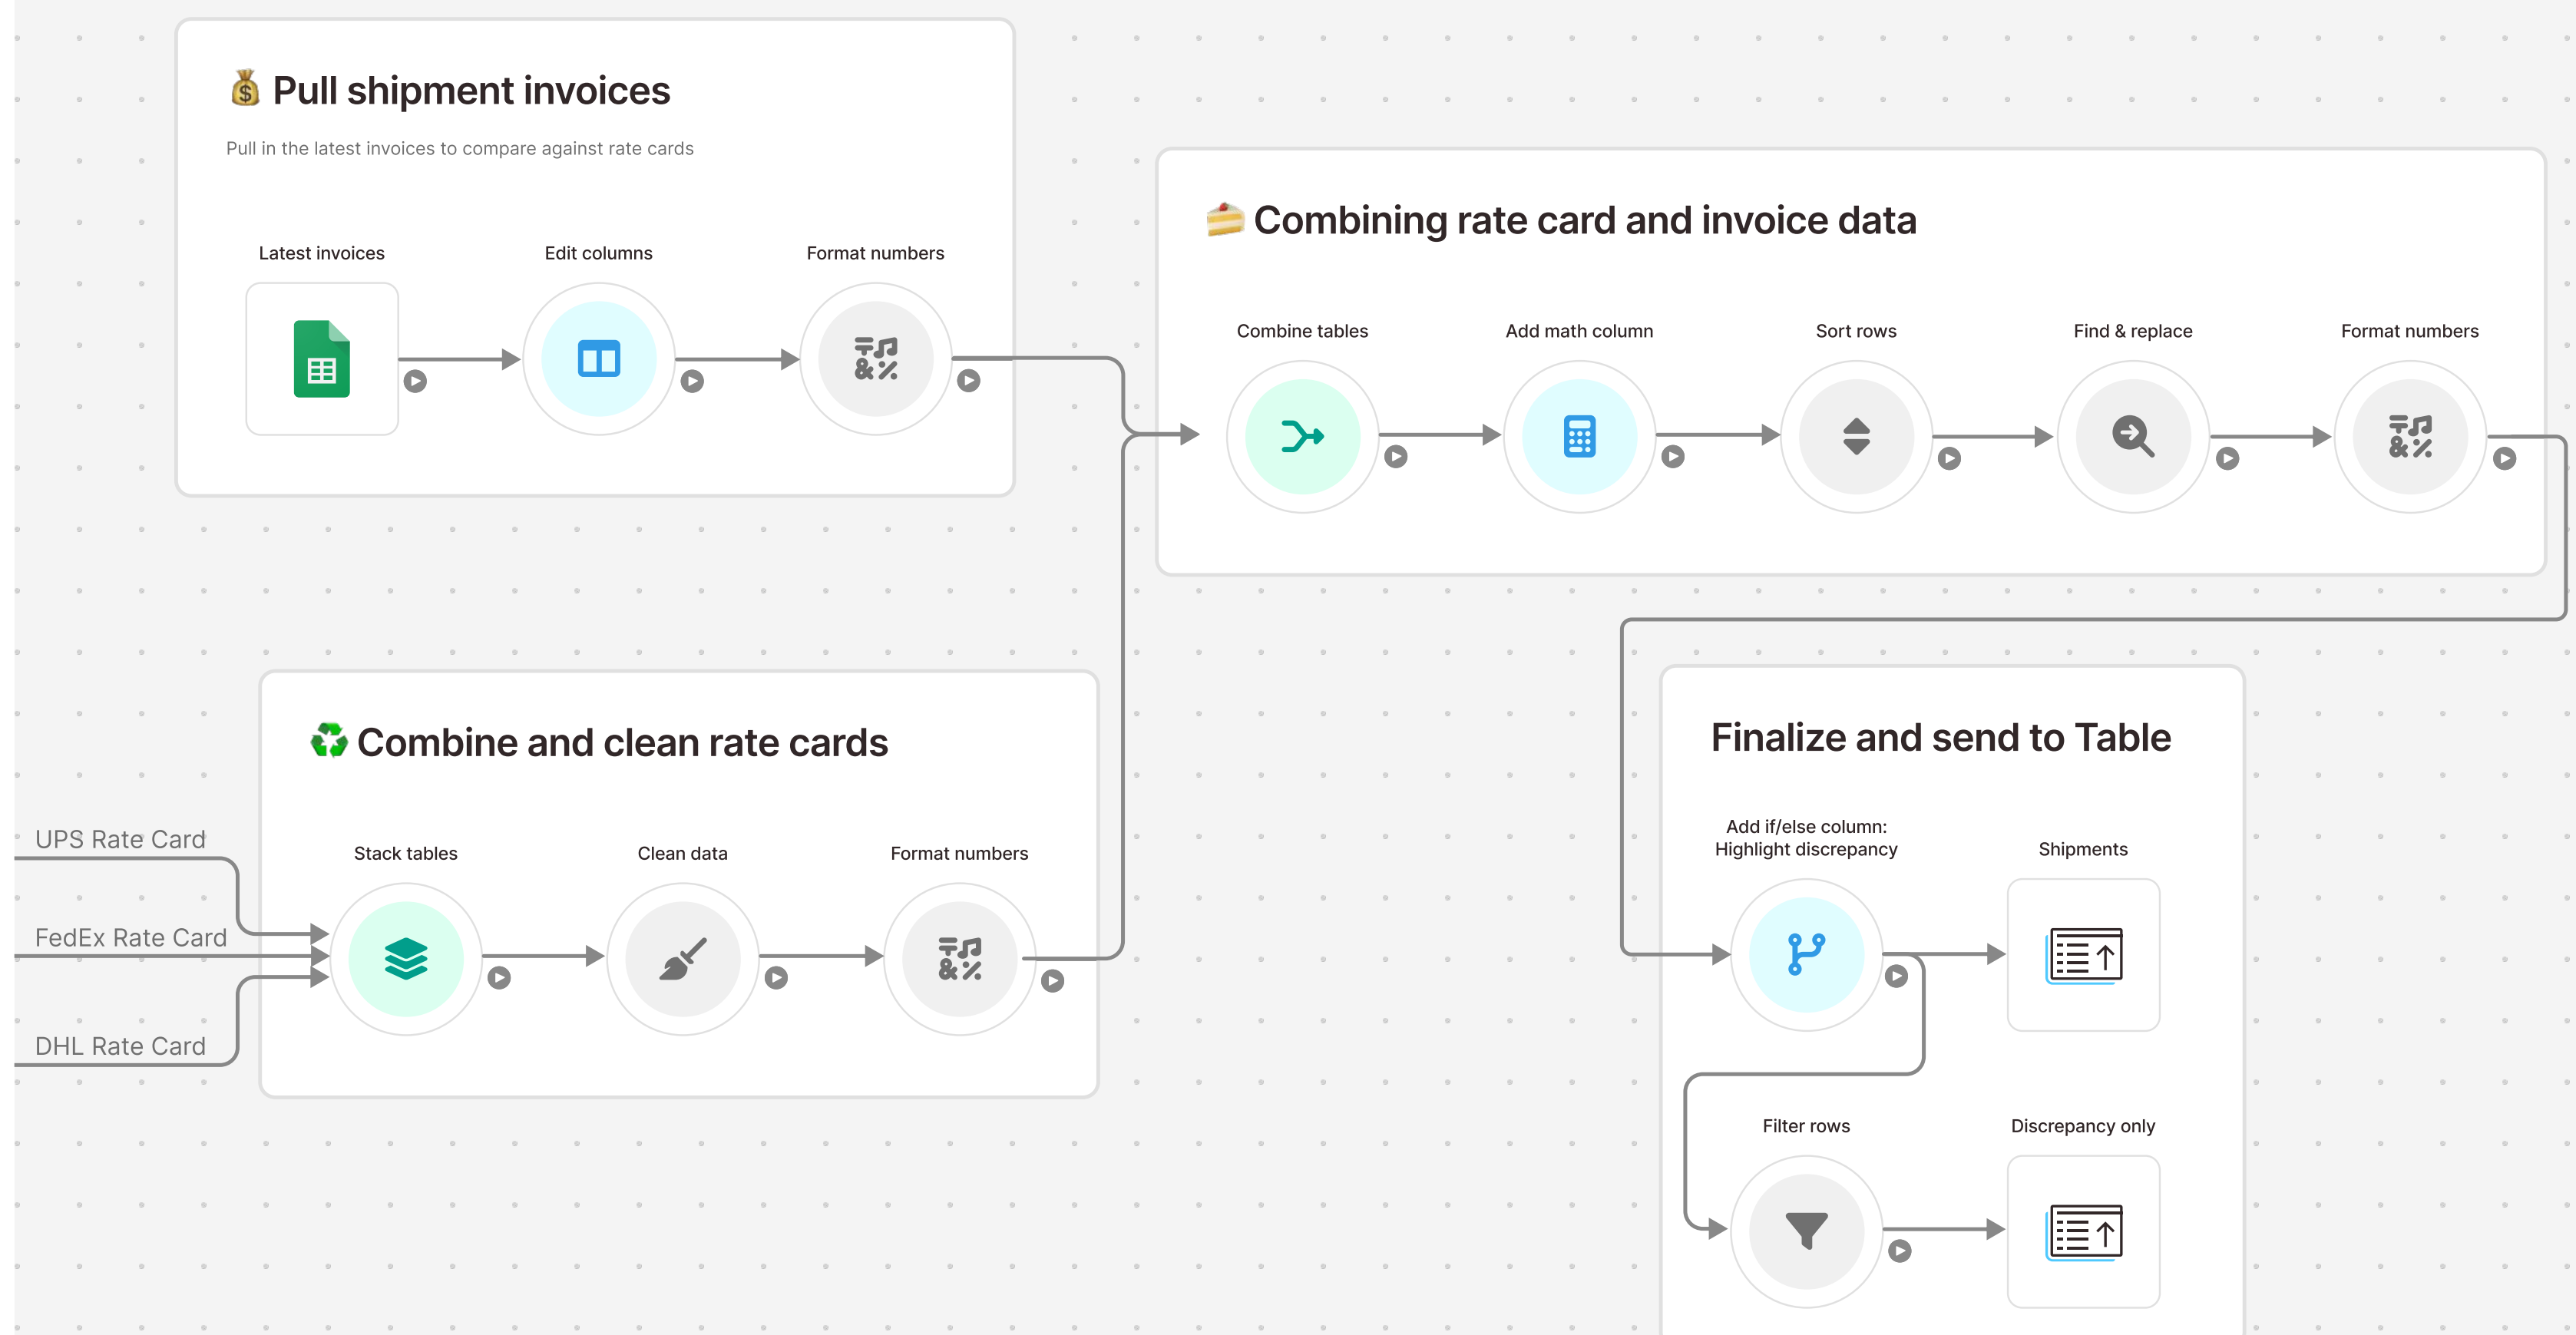 Pull shipment invoices
Pull in the latest invoices to compare against rate cards
Latest invoices
Edit columns
Format numbers
Combining rate card and invoice data
Combine tables
Add math column
Sort rows
Find & replace
Format numbers
Combine and clean rate cards
UPS Rate Card
FedEx Rate Card
DHL Rate Card
Stack tables
Clean data
Format numbers
Finalize and send to Table
Add if/else column:
Highlight discrepancy
Shipments
Filter rows
Discrepancy only